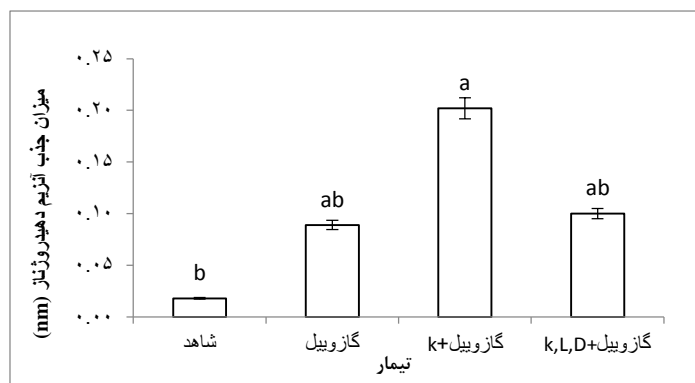 میزان جذب آنزیم دهیدروژناز (nm)
۰.۲۵
۰.۲۰
۰.۱۵
۰.۱۰
۰.۰۵
۰.۰۰
b
ab
a
ab
شاهد
گازوییل
گازوییل+k
گازوییل+k,L,D
تیمار